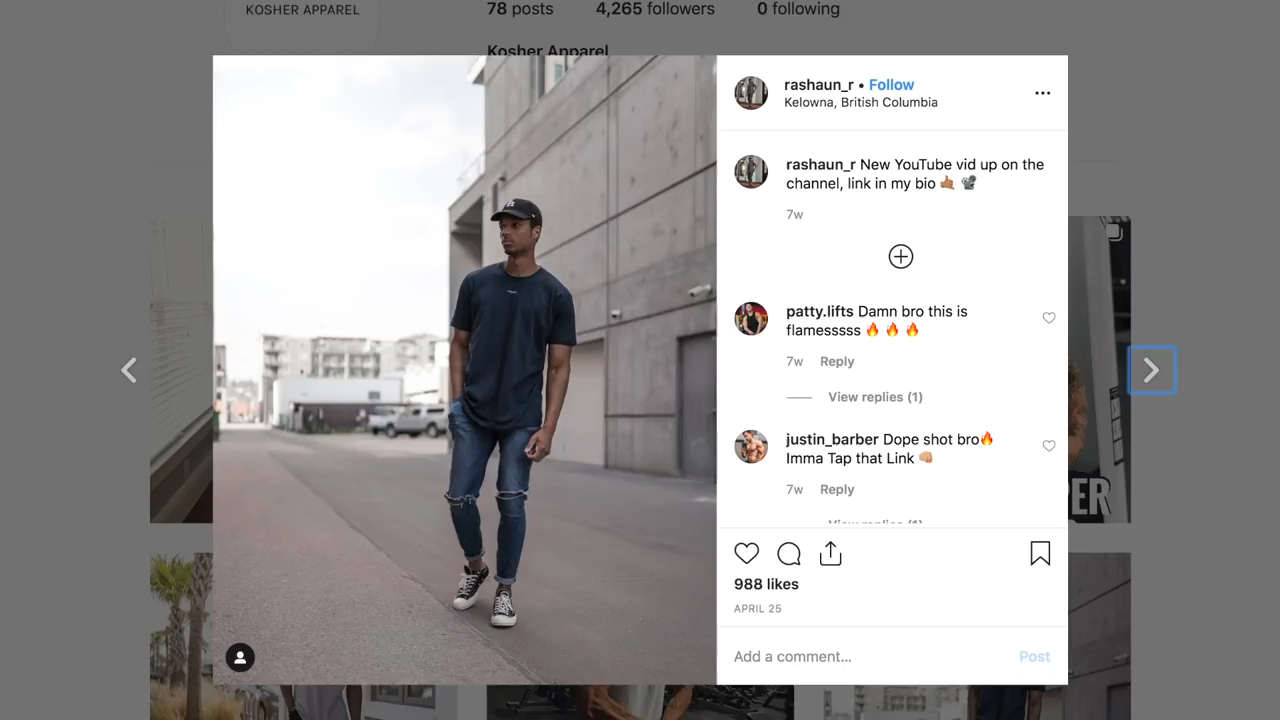 KOSHER APPAREL
78 posts 4,265 followers 0 following
Kosher Apparel
rashaun_r • Follow
Kelowna, British Columbia
rashaun_r New YouTube vid up on the
channel, link in my bio 🤙🏽 📽
7w
patty.lifts Damn bro this is
flamesssss 🔥 🔥 🔥
7w Reply
View replies (1)
justin_barber Dope shot bro🔥
Imma Tap that Link 👊🏼
7w Reply
View replies (1)
988 likes
APRIL 25
Add a comment... Post